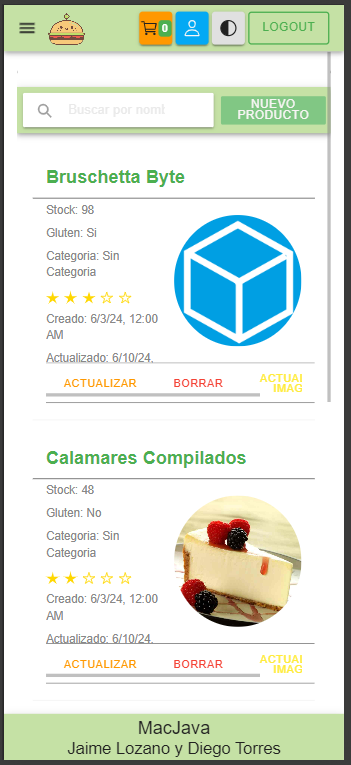 0
LOGOUT
Buscar por noml
NUEVO
PRODUCTO
Bruschetta Byte
Stock: 98
Gluten: Si
Categoria: Sin
Categoria
Creado: 6/3/24, 12:00
AM
Actualizado: 6/10/24,
ACTUALIZAR
BORRAR
ACTUAI
IMAG
Calamares Compilados
Stock: 48
Gluten: No
Categoria: Sin
Categoria
Creado: 6/3/24, 12:00
AM
Actualizado: 6/10/24,
ACTUALIZAR
BORRAR
ACTUAI
IMAG
MacJava
Jaime Lozano y Diego Torres